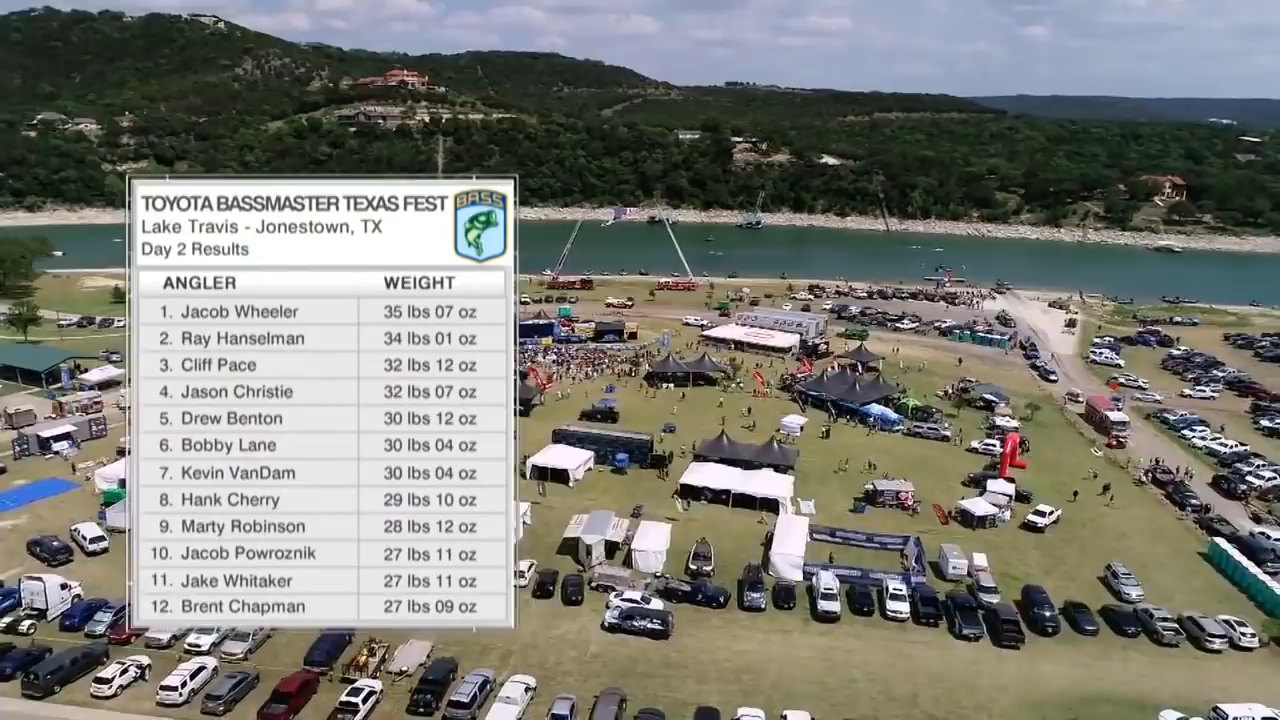 TOYOTA BASSMASTER TEXAS FEST
Lake Travis - Jonestown, TX
Day 2 Results
BASS
ANGLER WEIGHT
1. Jacob Wheeler 35 lbs 07 oz
2. Ray Hanselman 34 lbs 01 oz
3. Cliff Pace 32 lbs 12 oz
4. Jason Christie 32 lbs 07 oz
5. Drew Benton 30 lbs 12 oz
6. Bobby Lane 30 lbs 04 oz
7. Kevin VanDam 30 lbs 04 oz
8. Hank Cherry 29 lbs 10 oz
9. Marty Robinson 28 lbs 12 oz
10. Jacob Powroznik 27 lbs 11 oz
11. Jake Whitaker 27 lbs 11 oz
12. Brent Chapman 27 lbs 09 oz